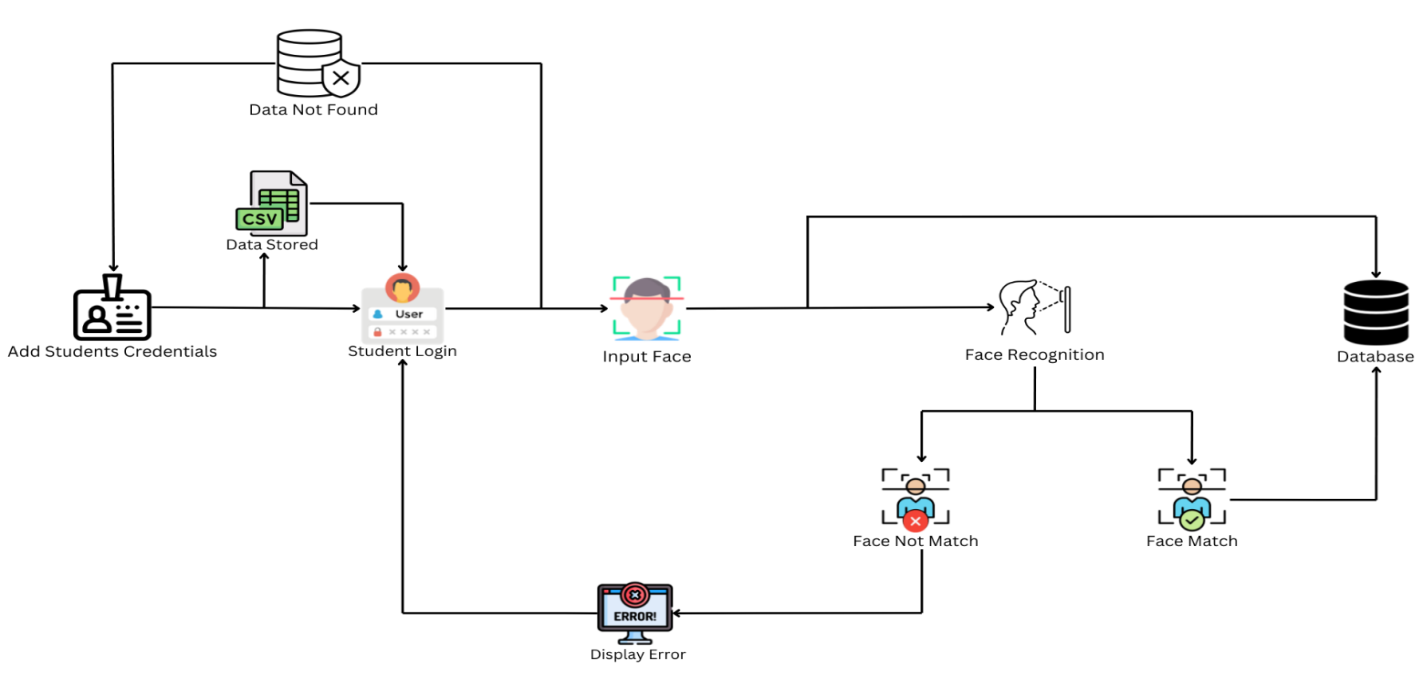 Data Not Found
CSV
Data Stored
User
× × × ×
Add Students Credentials
Student Login
Input Face
Face Recognition
Database
Face Not Match
Face Match
ERROR!
Display Error